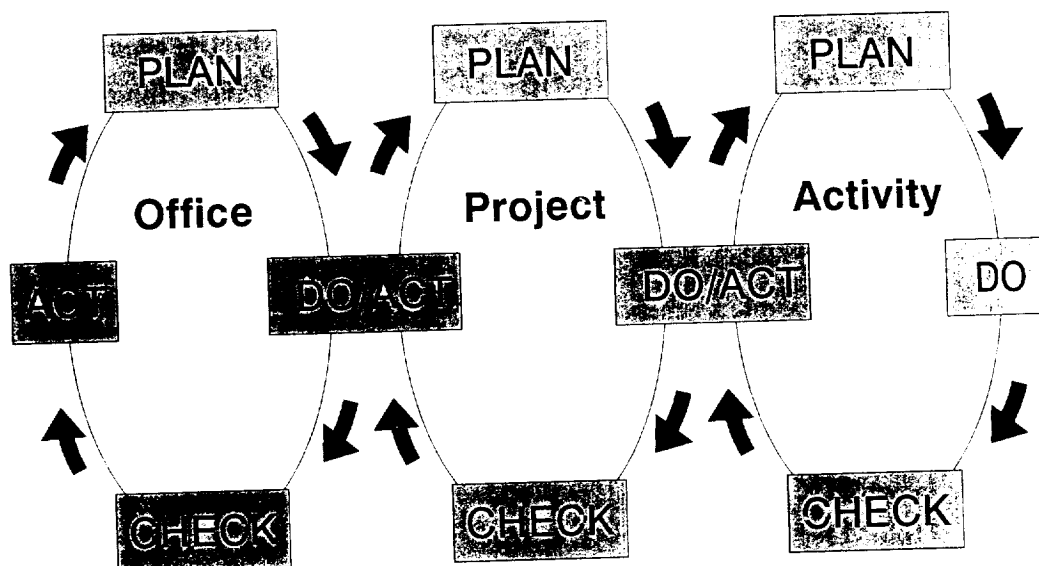 PLAN
PLAN
PLAN
Office
Project
Activity
ACT
DO/ACT
DO/ACT
DO
CHECK
CHECK
CHECK